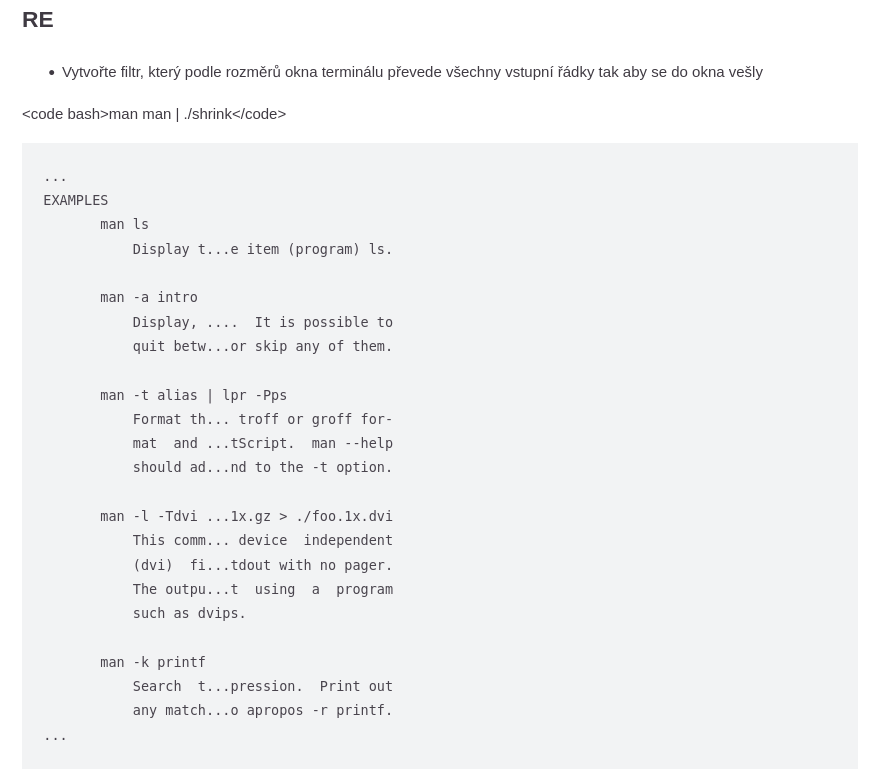 RE
• Vytvořte filtr, který podle rozměrů okna terminálu převede všechny vstupní řádky tak aby se do okna vešly
<code bash>man man | ./shrink</code>
...
EXAMPLES
       man ls
           Display t...e item (program) ls.

       man -a intro
           Display, ....  It is possible to
           quit betw...or skip any of them.

       man -t alias | lpr -Pps
           Format th... troff or groff for-
           mat  and ...tScript.  man --help
           should ad...nd to the -t option.

       man -l -Tdvi ...1x.gz > ./foo.1x.dvi
           This comm... device  independent
           (dvi)  fi...tdout with no pager.
           The outpu...t  using  a  program
           such as dvips.

       man -k printf
           Search  t...pression.  Print out
           any match...o apropos -r printf.
...